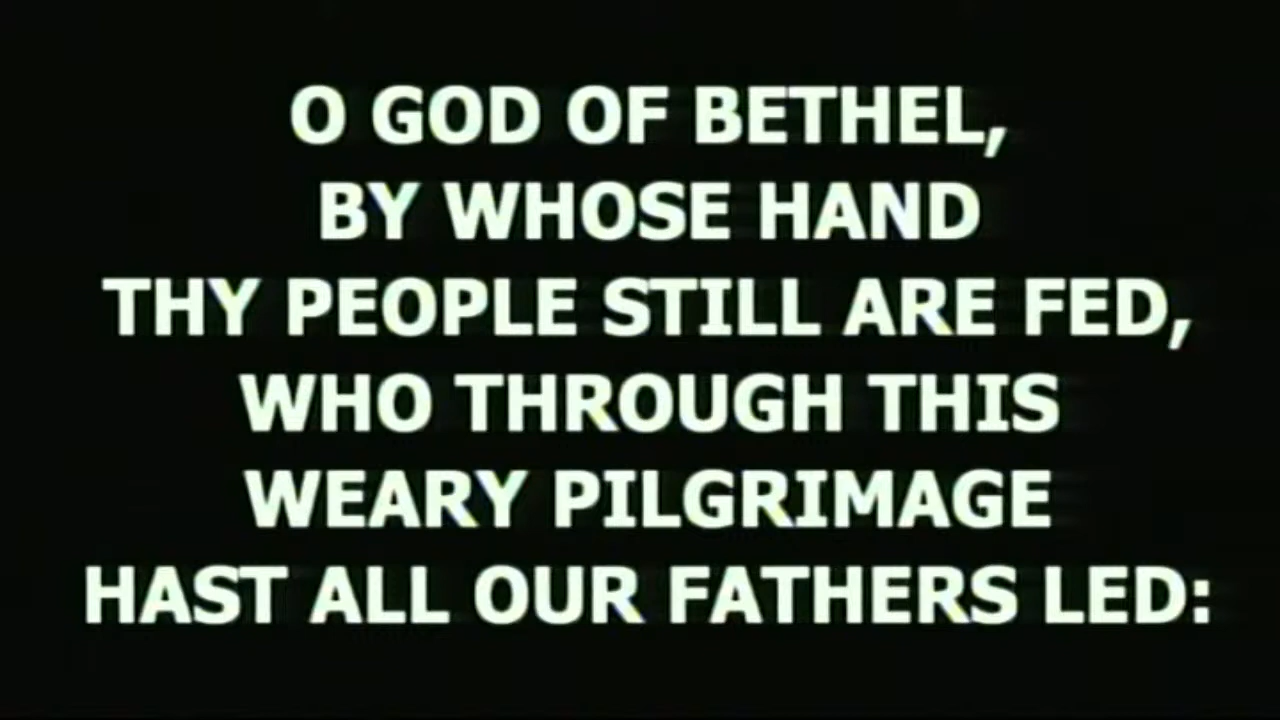 O GOD OF BETHEL,
BY WHOSE HAND
THY PEOPLE STILL ARE FED,
WHO THROUGH THIS
WEARY PILGRIMAGE
HAST ALL OUR FATHERS LED: